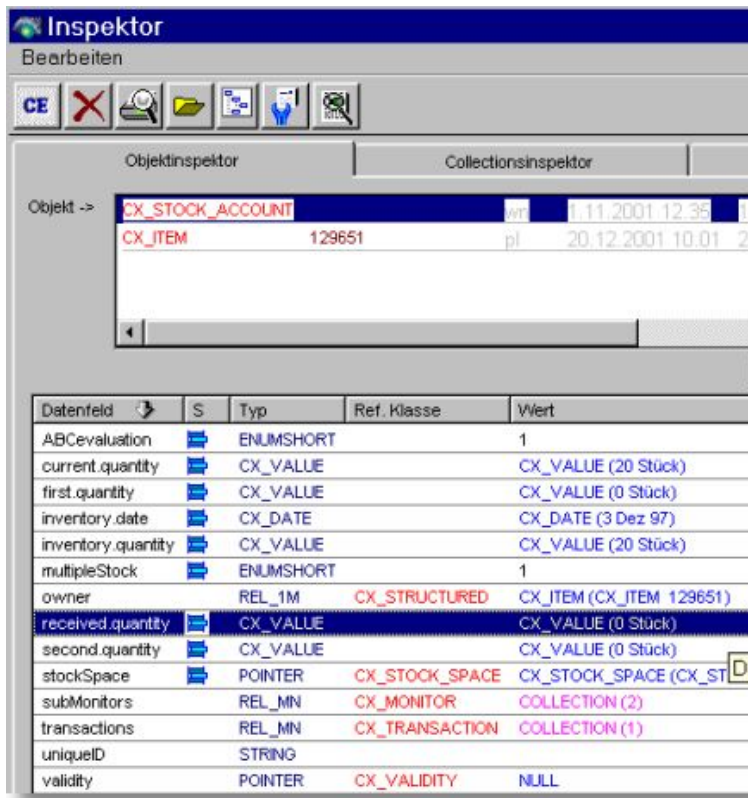 Inspektor
Bearbeiten
CE
Objektinspektor Collectionsinspektor
Objekt -> CX_STOCK_ACCOUNT wn 1.11.2001 12.35 1
CX_ITEM 129651 pl 20.12.2001 10.01 2
Datenfeld S Typ Ref. Klasse Wert
ABCevaluation ENUMSHORT 1
current.quantity CX_VALUE CX_VALUE (20 Stück)
first.quantity CX_VALUE CX_VALUE (0 Stück)
inventory.date CX_DATE CX_DATE (3 Dez 97)
inventory.quantity CX_VALUE CX_VALUE (20 Stück)
multipleStock ENUMSHORT 1
owner REL_1M CX_STRUCTURED CX_ITEM (CX_ITEM 129651)
received.quantity CX_VALUE CX_VALUE (0 Stück)
second.quantity CX_VALUE CX_VALUE (0 Stück)
stockSpace POINTER CX_STOCK_SPACE CX_STOCK_SPACE (CX_ST D
subMonitors REL_MN CX_MONITOR COLLECTION (2)
transactions REL_MN CX_TRANSACTION COLLECTION (1)
uniqueID STRING
validity POINTER CX_VALIDITY NULL